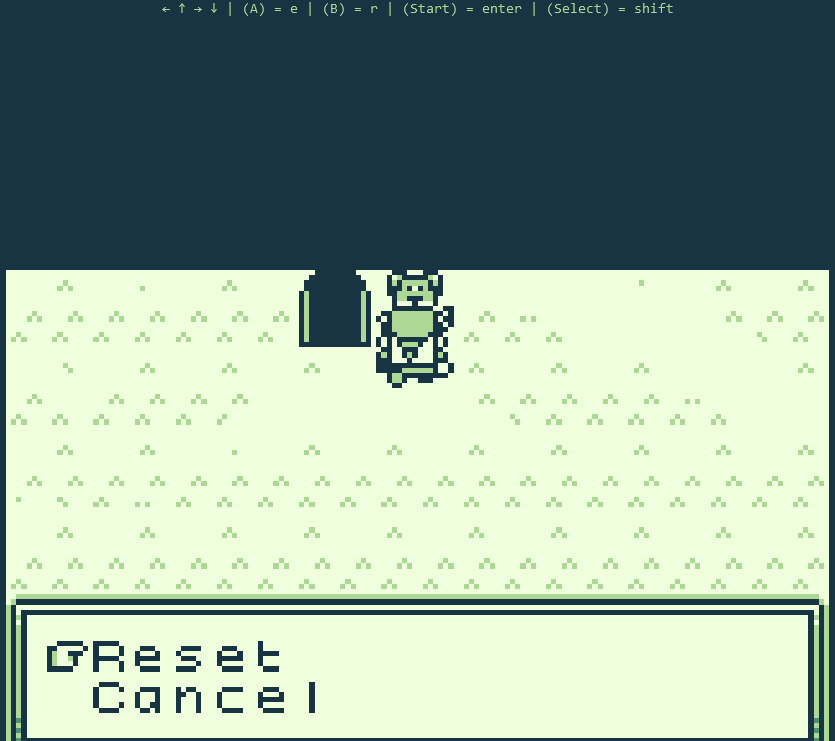 ← ↑ → ↓ | (A) = e | (B) = r | (Start) = enter | (Select) = shift
Reset
Cancel